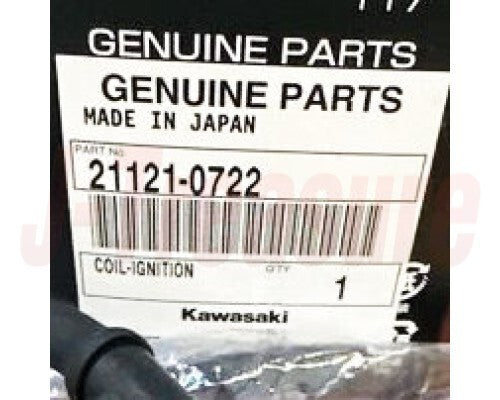 GENUINE PARTS
GENUINE PARTS
MADE IN JAPAN
PART No.
21121-0722
COIL-IGNITION
QTY
1
Kawasaki